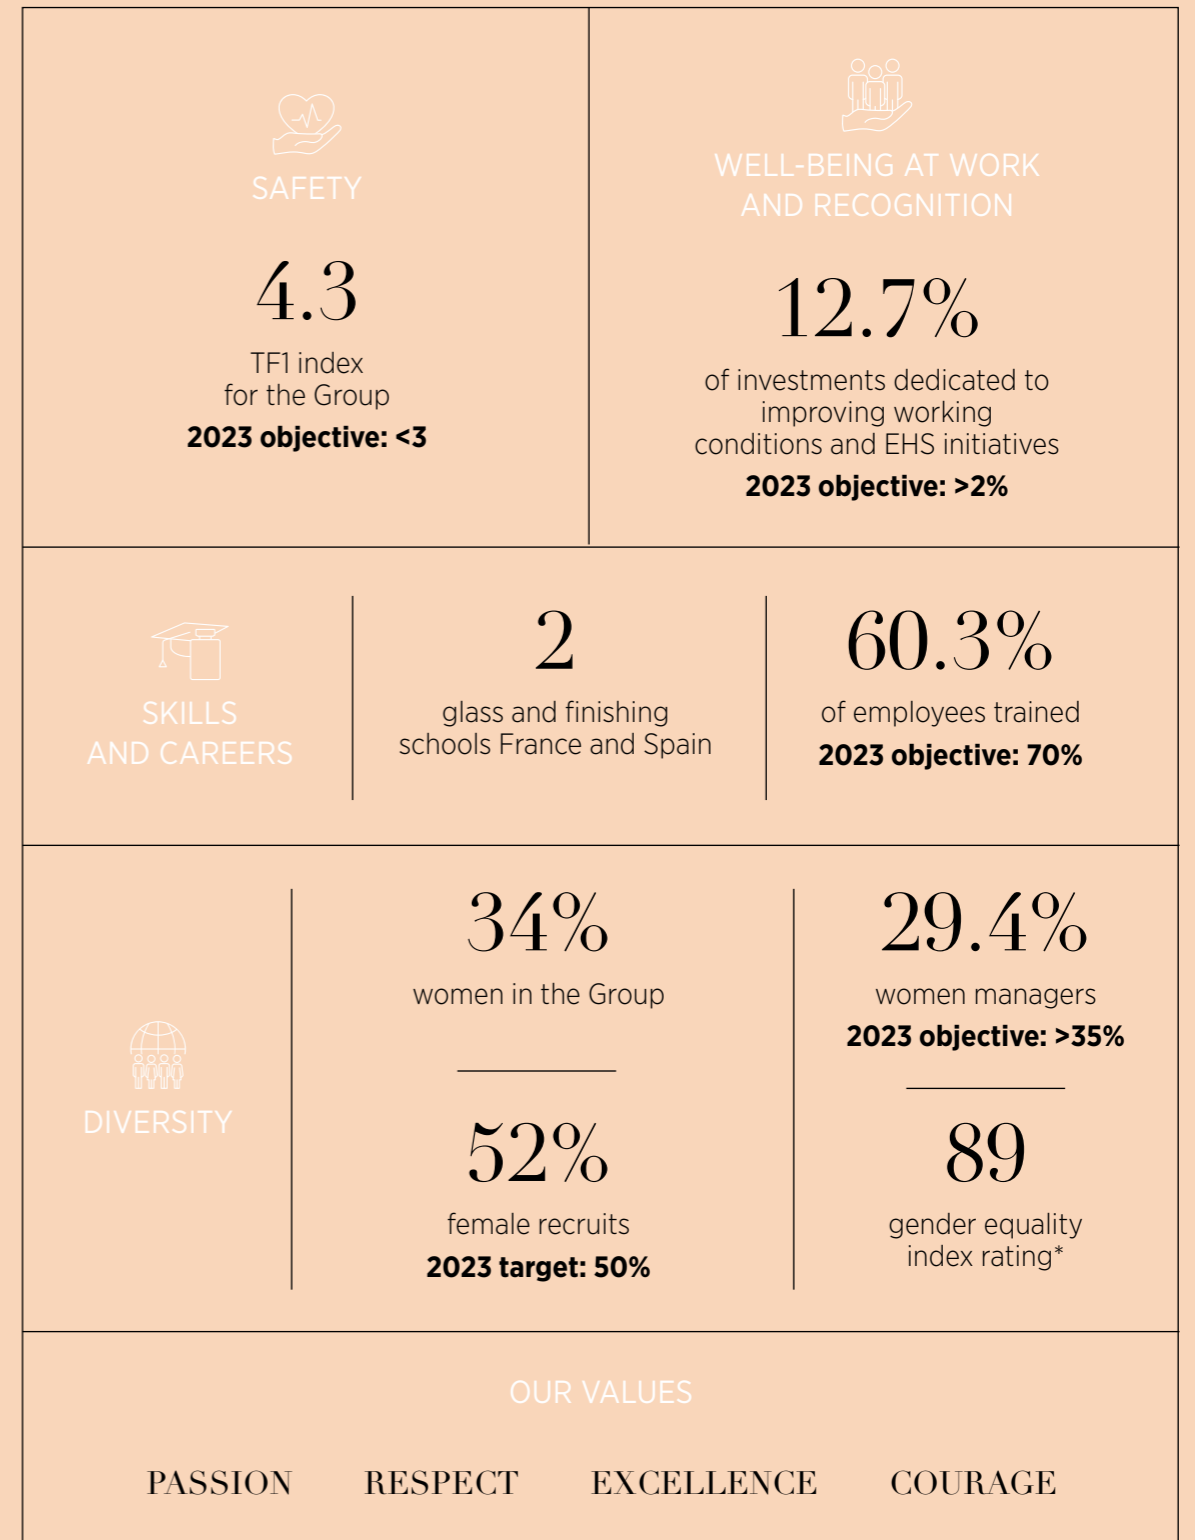 SAFETY
4.3
TF1 index
for the Group
2023 objective: <3
WELL-BEING AT WORK
AND RECOGNITION
12.7%
of investments dedicated to
improving working
conditions and EHS initiatives
2023 objective: >2%
SKILLS
AND CAREERS
2
glass and finishing
schools France and Spain
60.3%
of employees trained
2023 objective: 70%
DIVERSITY
34%
women in the Group
52%
female recruits
2023 target: 50%
29.4%
women managers
2023 objective: >35%
89
gender equality
index rating*
OUR VALUES
PASSION RESPECT EXCELLENCE COURAGE